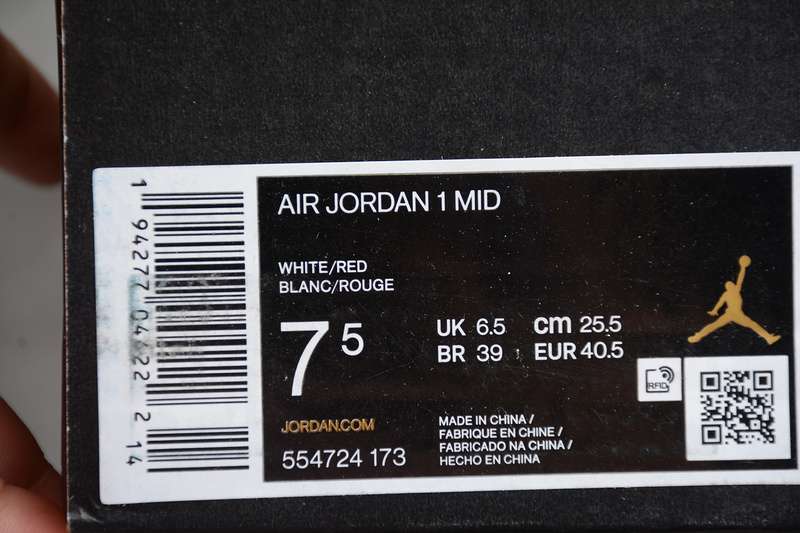 AIR JORDAN 1 MID
WHITE/RED
BLANC/ROUGE
7 5
UK 6.5 cm 25.5
BR 39 EUR 40.5
RFID
JORDAN.COM
554724 173
MADE IN CHINA /
FABRIQUE EN CHINE /
FABRICADO NA CHINA /
HECHO EN CHINA
1 94277 04722 2 14